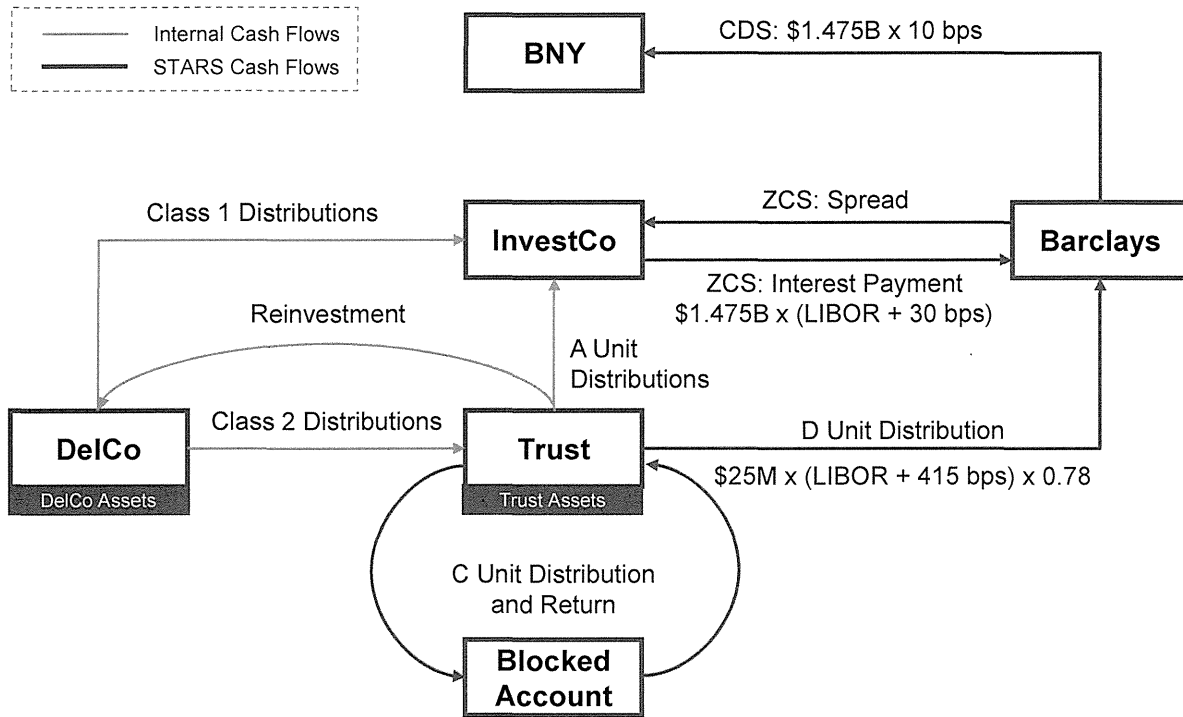 Internal Cash Flows
STARS Cash Flows
BNY
CDS: $1.475B x 10 bps
Class 1 Distributions
InvestCo
ZCS: Spread
Barclays
ZCS: Interest Payment
$1.475B x (LIBOR + 30 bps)
Reinvestment
A Unit
Distributions
DelCo
DelCo Assets
Class 2 Distributions
Trust
Trust Assets
D Unit Distribution
$25M x (LIBOR + 415 bps) x 0.78
C Unit Distribution
and Return
Blocked
Account